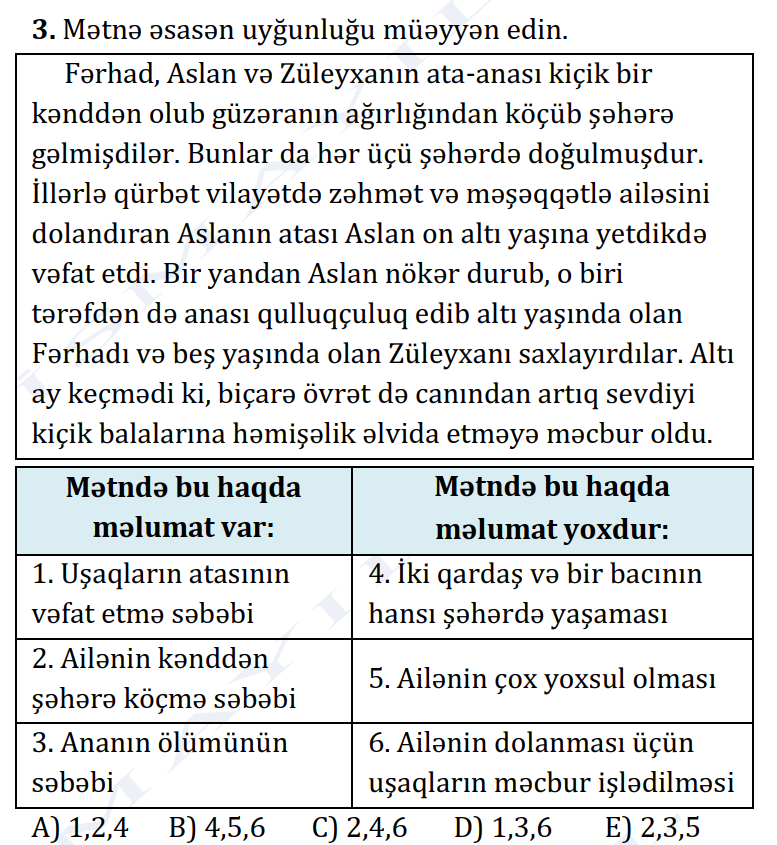 3. Mətnə əsasən uyğunluğu müəyyən edin.
Fərhad, Aslan və Züleyxanın ata-anası kiçik bir
kənddən olub güzəranın ağırlığından köçüb şəhərə
gəlmişdilər. Bunlar da hər üçü şəhərdə doğulmuşdur.
İllərlə qürbət vilayətdə zəhmət və məşəqqətlə ailəsini
dolandıran Aslanın atası Aslan on altı yaşına yetdikdə
vəfat etdi. Bir yandan Aslan nökər durub, o biri
tərəfdən də anası qulluqçuluq edib altı yaşında olan
Fərhadı və beş yaşında olan Züleyxanı saxlayırdılar. Altı
ay keçmədi ki, biçarə övrət də canından artıq sevdiyi
kiçik balalarına həmişəlik əlvida etməyə məcbur oldu.
Mətndə bu haqda
məlumat var:
Mətndə bu haqda
məlumat yoxdur:
1. Uşaqların atasının
vəfat etmə səbəbi
4. İki qardaş və bir bacının
hansı şəhərdə yaşaması
2. Ailənin kənddən
şəhərə köçmə səbəbi
5. Ailənin çox yoxsul olması
3. Ananın ölümünün
səbəbi
6. Ailənin dolanması üçün
uşaqların məcbur işlədilməsi
A) 1,2,4 B) 4,5,6 C) 2,4,6 D) 1,3,6 E) 2,3,5